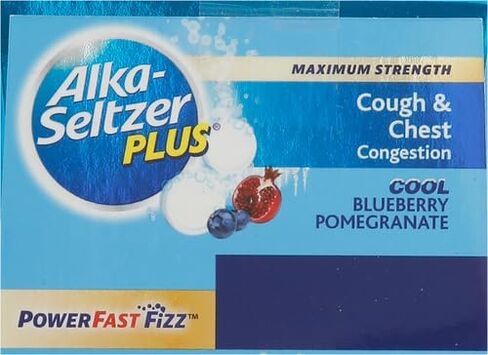 Alka-
Seltzer
PLUS®
MAXIMUM STRENGTH
Cough &
Chest
Congestion
COOL
BLUEBERRY
POMEGRANATE
POWERFAST FIZZ™